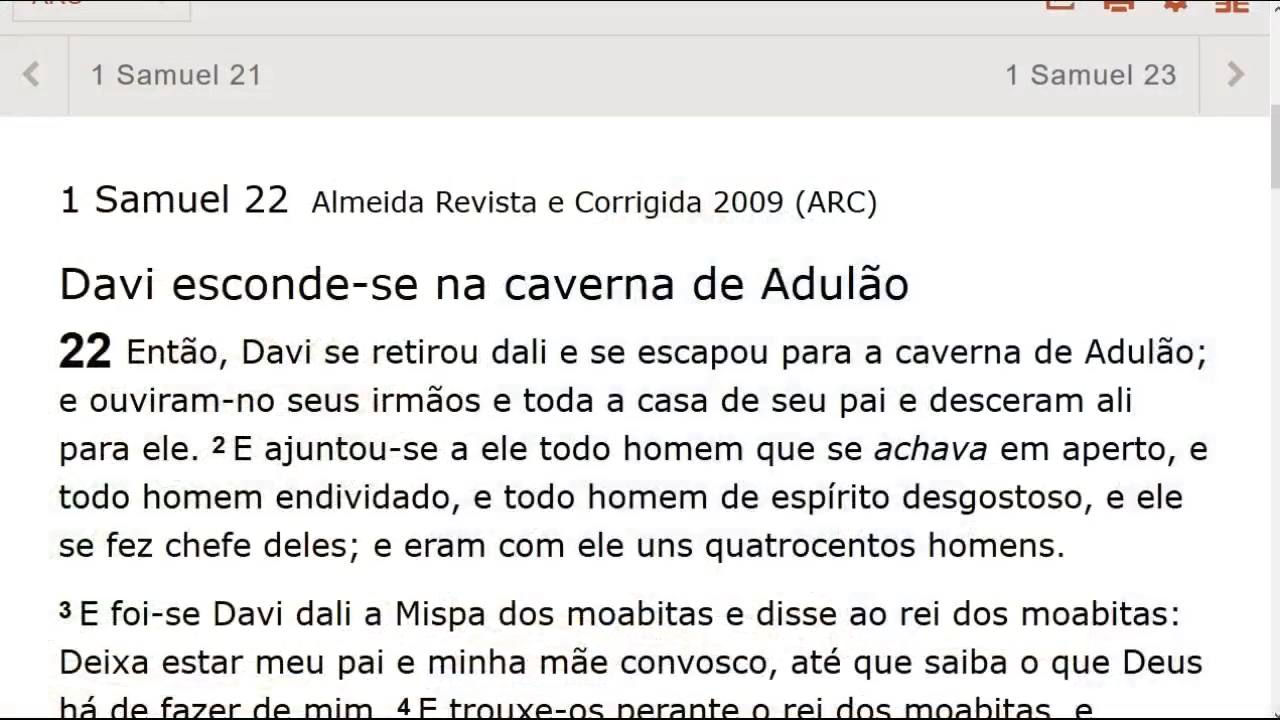 ARC
1 Samuel 21
1 Samuel 23
1 Samuel 22 Almeida Revista e Corrigida 2009 (ARC)
Davi esconde-se na caverna de Adulão
22 Então, Davi se retirou dali e se escapou para a caverna de Adulão;
e ouviram-no seus irmãos e toda a casa de seu pai e desceram ali
para ele. 2 E ajuntou-se a ele todo homem que se achava em aperto, e
todo homem endividado, e todo homem de espírito desgostoso, e ele
se fez chefe deles; e eram com ele uns quatrocentos homens.
3 E foi-se Davi dali a Mispa dos moabitas e disse ao rei dos moabitas:
Deixa estar meu pai e minha mãe convosco, até que saiba o que Deus
há de fazer de mim. 4 E trouxe-os perante o rei dos moabitas, e